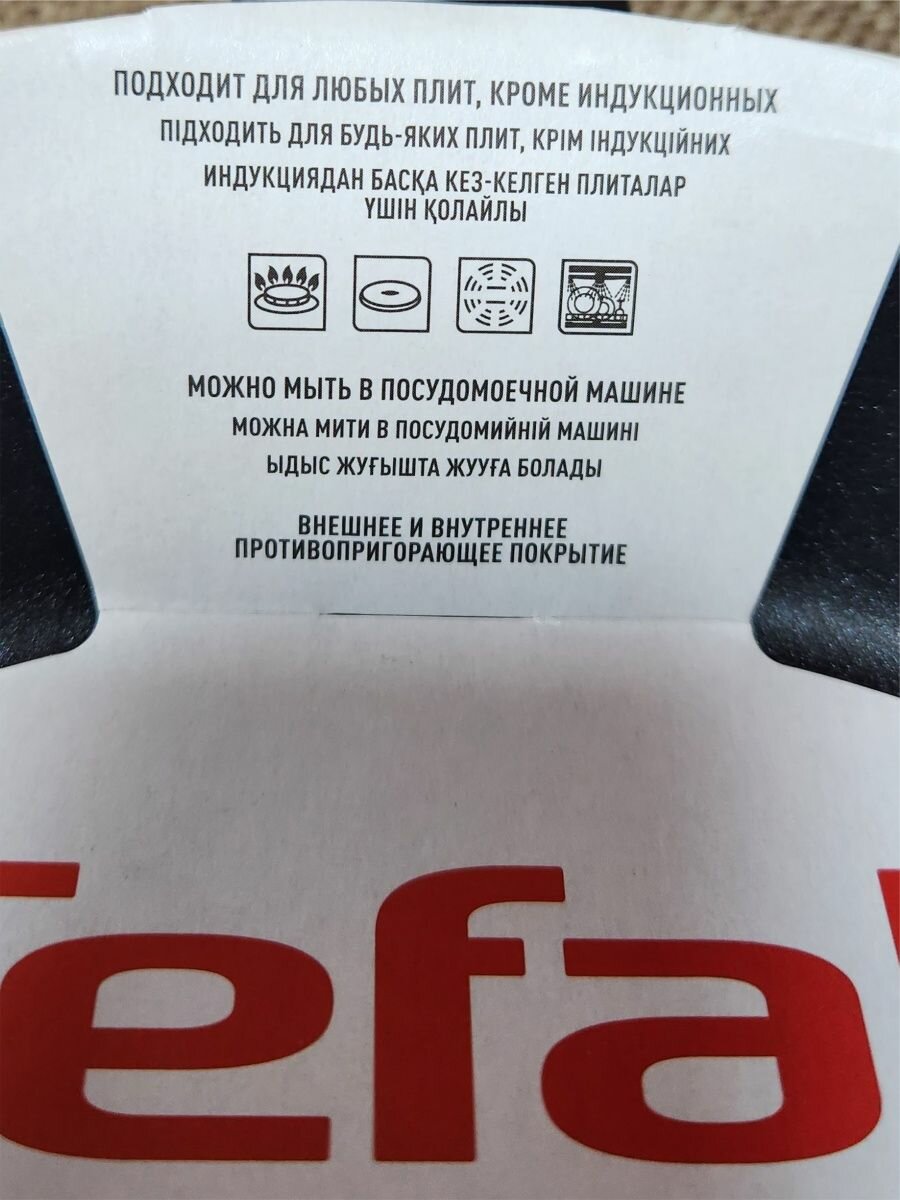 ПОДХОДИТ ДЛЯ ЛЮБЫХ ПЛИТ, КРОМЕ ИНДУКЦИОННЫХ
ПІДХОДИТЬ ДЛЯ БУДЬ-ЯКИХ ПЛИТ, КРІМ ІНДУКЦІЙНИХ
ИНДУКЦИЯДАН БАСҚА КЕЗ-КЕЛГЕН ПЛИТАЛАР
ҮШІН ҚОЛАЙЛЫ
МОЖНО МЫТЬ В ПОСУДОМОЕЧНОЙ МАШИНЕ
МОЖНА МИТИ В ПОСУДОМИЙНІЙ МАШИНІ
ЫДЫС ЖУҒЫШТА ЖУУҒА БОЛАДЫ
ВНЕШНЕЕ И ВНУТРЕННЕЕ
ПРОТИВОПРИГОРАЮЩЕЕ ПОКРЫТИЕ
Tefal